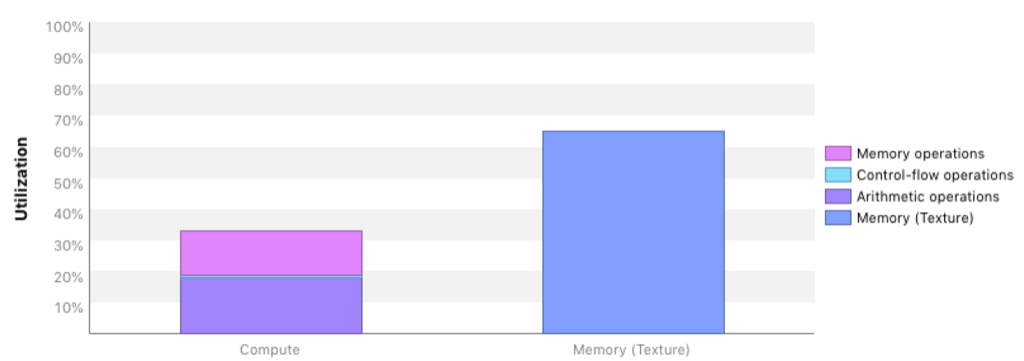 100%
90%
80%
70%
60%
50%
40%
30%
20%
10%
Utilization
Compute
Memory (Texture)
Memory operations
Control-flow operations
Arithmetic operations
Memory (Texture)